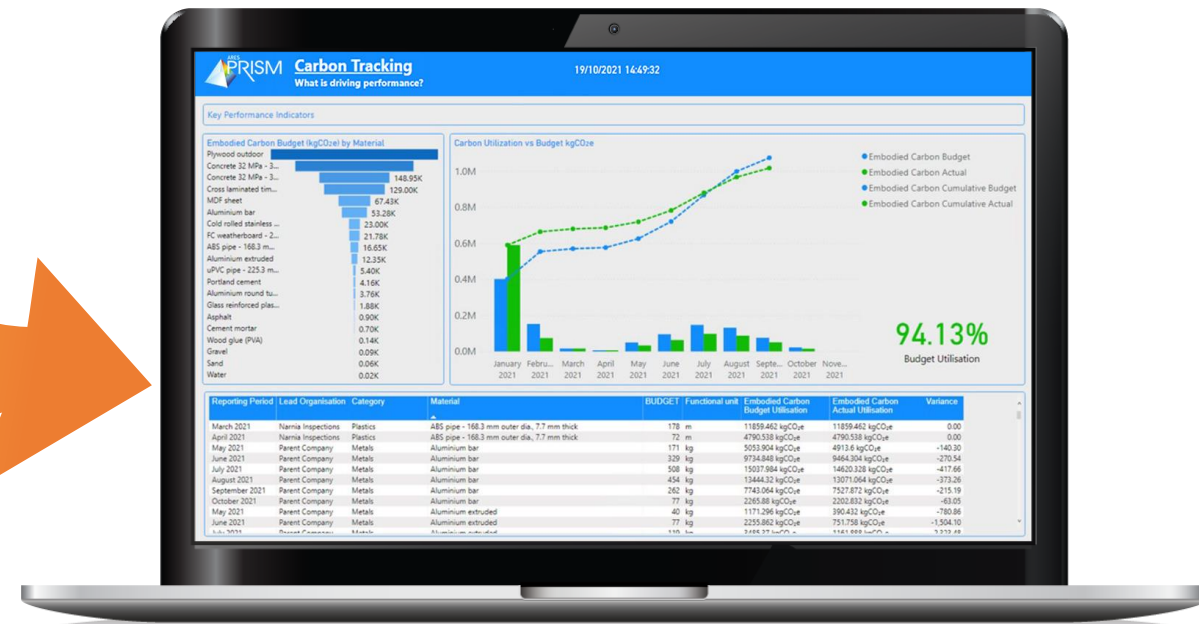 ARES
PRISM
Carbon Tracking
What is driving performance?
19/10/2021 14:49:32
Key Performance Indicators
Embodied Carbon Budget (kgCO₂e) by Material
Plywood outdoor
Concrete 32 MPa - 3...
Concrete 32 MPa - 3... 148.95K
Cross laminated tim... 129.00K
MDF sheet 67.43K
Aluminium bar 53.28K
Cold rolled stainless ... 23.00K
FC weatherboard - 2... 21.78K
ABS pipe - 168.3 m... 16.65K
Aluminium extruded 12.35K
uPVC pipe - 225.3 m... 5.40K
Portland cement 4.16K
Aluminium round tu... 3.76K
Glass reinforced plas... 1.88K
Asphalt 0.90K
Cement mortar 0.70K
Wood glue (PVA) 0.14K
Gravel 0.09K
Sand 0.06K
Water 0.02K
Carbon Utilization vs Budget kgCO₂e
1.0M
0.8M
0.6M
0.4M
0.2M
0.0M
January Febru... March April May June July August Septe... October Nove...
2021 2021 2021 2021 2021 2021 2021 2021 2021 2021 2021
Embodied Carbon Budget
Embodied Carbon Actual
Embodied Carbon Cumulative Budget
Embodied Carbon Cumulative Actual
94.13%
Budget Utilisation
Reporting Period Lead Organisation Category Material BUDGET Functional unit Embodied Carbon Budget Utilisation Embodied Carbon Actual Utilisation Variance
March 2021 Narnia Inspections Plastics ABS pipe - 168.3 mm outer dia., 7.7 mm thick 178 m 11859.462 kgCO₂e 11859.462 kgCO₂e 0.00
April 2021 Narnia Inspections Plastics ABS pipe - 168.3 mm outer dia., 7.7 mm thick 72 m 4790.538 kgCO₂e 4790.538 kgCO₂e 0.00
May 2021 Parent Company Metals Aluminium bar 171 kg 5053.904 kgCO₂e 4913.6 kgCO₂e -140.30
June 2021 Parent Company Metals Aluminium bar 329 kg 9734.848 kgCO₂e 9464.304 kgCO₂e -270.54
July 2021 Parent Company Metals Aluminium bar 508 kg 15037.984 kgCO₂e 14620.328 kgCO₂e -417.66
August 2021 Parent Company Metals Aluminium bar 454 kg 13444.32 kgCO₂e 13071.064 kgCO₂e -373.26
September 2021 Parent Company Metals Aluminium bar 262 kg 7743.064 kgCO₂e 7527.872 kgCO₂e -215.19
October 2021 Parent Company Metals Aluminium bar 77 kg 2265.88 kgCO₂e 2202.832 kgCO₂e -63.05
May 2021 Parent Company Metals Aluminium extruded 40 kg 1171.296 kgCO₂e 390.432 kgCO₂e -780.86
June 2021 Parent Company Metals Aluminium extruded 77 kg 2255.862 kgCO₂e 751.758 kgCO₂e -1,504.10